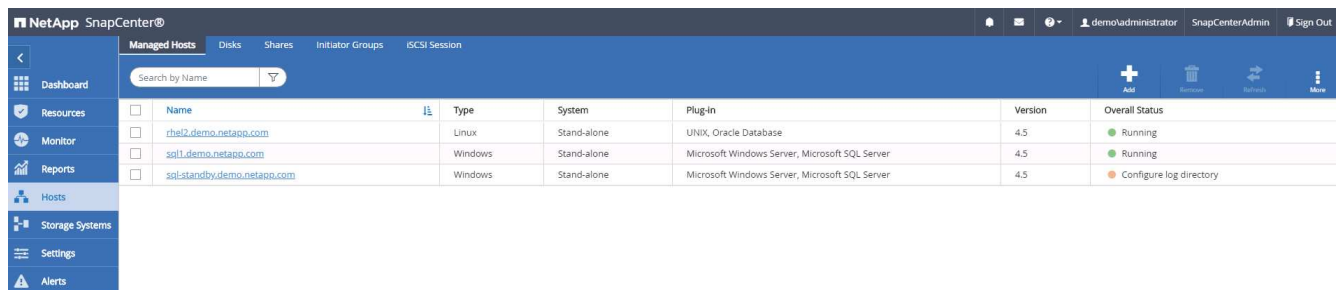 NetApp SnapCenter®
demo\administrator SnapCenterAdmin Sign Out
Managed Hosts Disks Shares Initiator Groups iSCSI Session
Search by Name
Add Remove Refresh More
Dashboard
Resources
Monitor
Reports
Hosts
Storage Systems
Settings
Alerts
Name Type System Plug-in Version Overall Status
rhel2.demo.netapp.com Linux Stand-alone UNIX, Oracle Database 4.5 Running
sql1.demo.netapp.com Windows Stand-alone Microsoft Windows Server, Microsoft SQL Server 4.5 Running
sql-standby.demo.netapp.com Windows Stand-alone Microsoft Windows Server, Microsoft SQL Server 4.5 Configure log directory